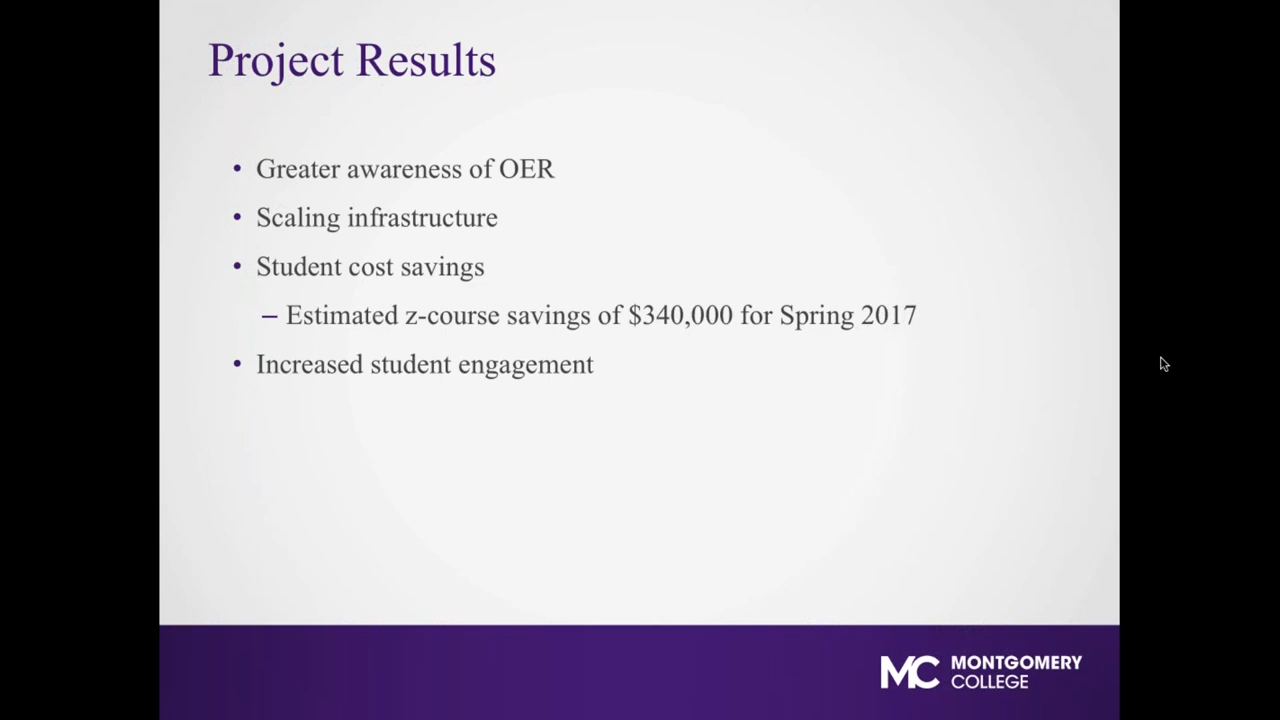 Project Results
• Greater awareness of OER
• Scaling infrastructure
• Student cost savings
– Estimated z-course savings of $340,000 for Spring 2017
• Increased student engagement
MC MONTGOMERY
COLLEGE